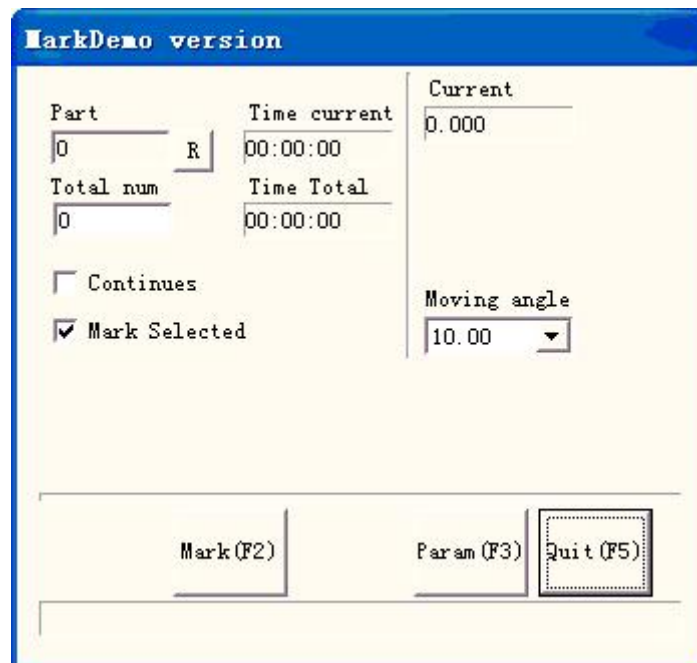 MarkDemo version
Part
0
R
Time current
00:00:00
Total num
0
Time Total
00:00:00
Continues
Mark Selected
Current
0.000
Moving angle
10.00
Mark(F2)
Param(F3)
Quit(F5)